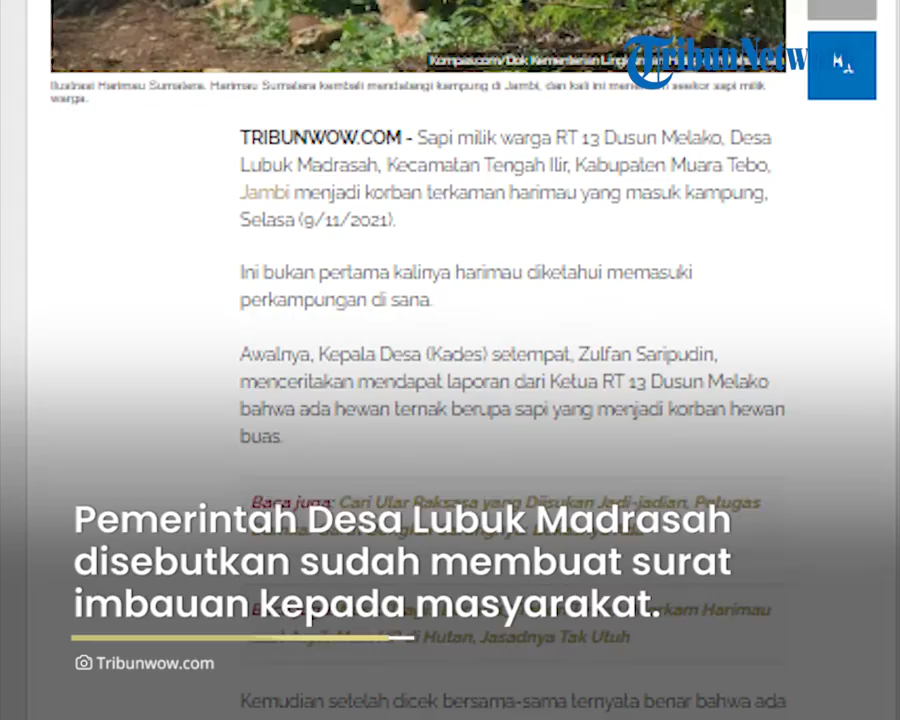 Kompas.com/Dok Kementerian
TribunNetw
Ilustrasi Harimau Sumatera. Harimau Sumatera kembali mendatangi kampung di Jambi, dan kali ini seekor sapi milik
warga.
TRIBUNWOW.COM - Sapi milik warga RT 13 Dusun Melako, Desa
Lubuk Madrasah, Kecamatan Tengah Ilir, Kabupaten Muara Tebo,
Jambi menjadi korban terkaman harimau yang masuk kampung,
Selasa (9/11/2021).
Ini bukan pertama kalinya harimau diketahui memasuki
perkampungan di sana.
Awalnya, Kepala Desa (Kades) setempat, Zulfan Saripudin,
menceritakan mendapat laporan dari Ketua RT 13 Dusun Melako
bahwa ada hewan ternak berupa sapi yang menjadi korban hewan
buas.
Baca juga: Cari Ular Raksasa yang Diisukan Jadi-jadian, Petugas
Pemerintah Desa Lubuk Madrasah
disebutkan sudah membuat surat
imbauan kepada masyarakat.
Harimau
di Hutan, Jasadnya Tak Utuh
Tribunwow.com
Kemudian setelah dicek bersama-sama ternyata benar bahwa ada